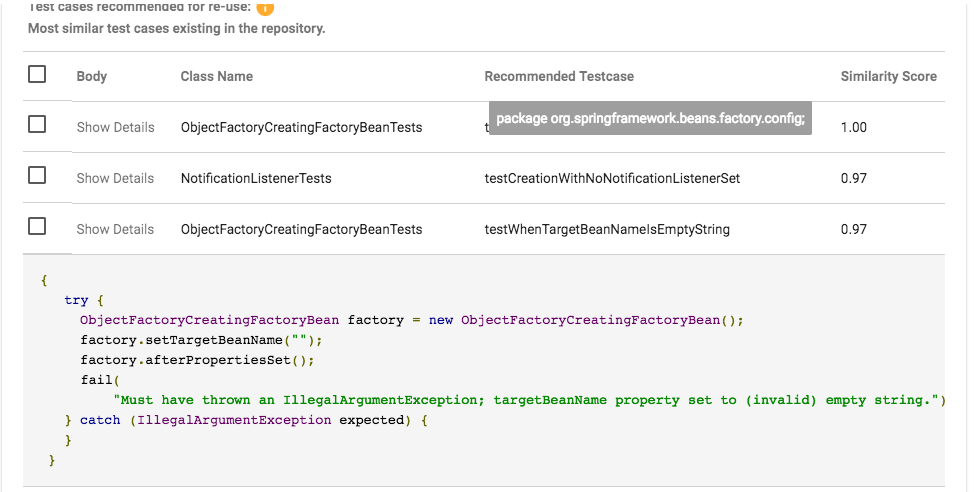 Test cases recommended for re-use: i
Most similar test cases existing in the repository.
Body Class Name Recommended Testcase Similarity Score
package org.springframework.beans.factory.config;
Show Details ObjectFactoryCreatingFactoryBeanTests 1.00
Show Details NotificationListenerTests testCreationWithNoNotificationListenerSet 0.97
Show Details ObjectFactoryCreatingFactoryBeanTests testWhenTargetBeanNameIsEmptyString 0.97
{
try {
ObjectFactoryCreatingFactoryBean factory = new ObjectFactoryCreatingFactoryBean();
factory.setTargetBeanName("");
factory.afterPropertiesSet();
fail(
"Must have thrown an IllegalArgumentException; targetBeanName property set to (invalid) empty string.")
} catch (IllegalArgumentException expected) {
}
}